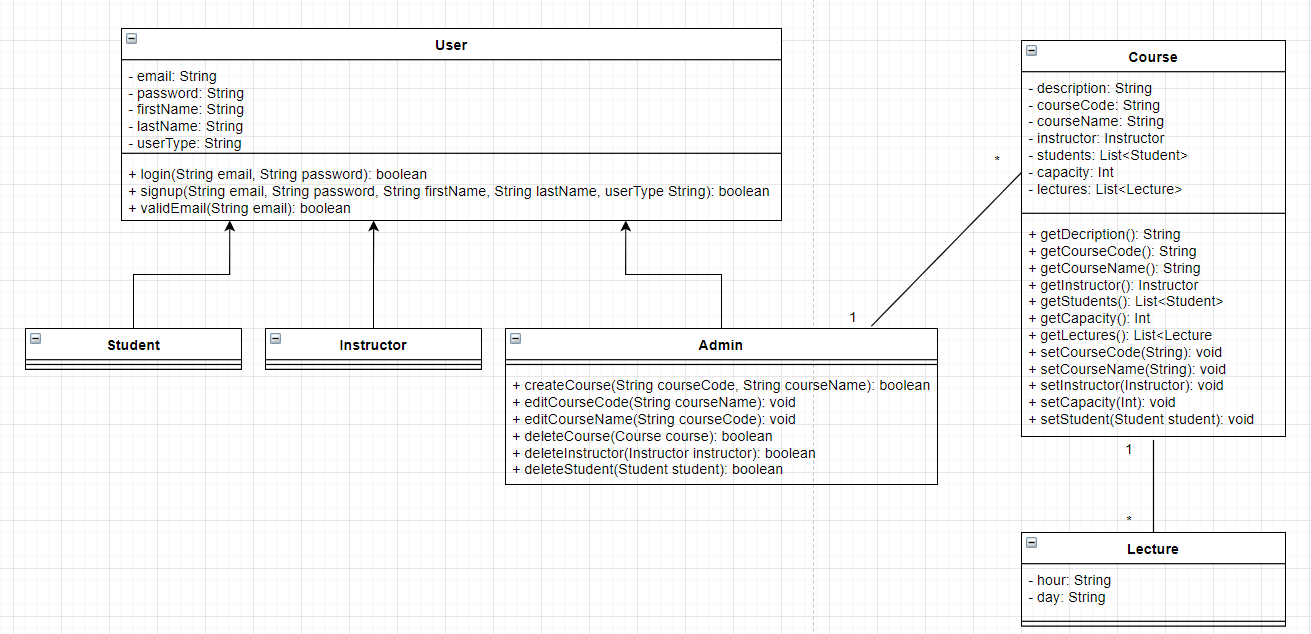 User
- email: String
- password: String
- firstName: String
- lastName: String
- userType: String
+ login(String email, String password): boolean
+ signup(String email, String password, String firstName, String lastName, userType String): boolean
+ validEmail(String email): boolean
Student
Instructor
Admin
+ createCourse(String courseCode, String courseName): boolean
+ editCourseCode(String courseName): void
+ editCourseName(String courseCode): void
+ deleteCourse(Course course): boolean
+ deleteInstructor(Instructor instructor): boolean
+ deleteStudent(Student student): boolean
*
1
Course
- description: String
- courseCode: String
- courseName: String
- instructor: Instructor
- students: List<Student>
- capacity: Int
- lectures: List<Lecture>
+ getDecription(): String
+ getCourseCode(): String
+ getCourseName(): String
+ getInstructor(): Instructor
+ getStudents(): List<Student>
+ getCapacity(): Int
+ getLectures(): List<Lecture
+ setCourseCode(String): void
+ setCourseName(String): void
+ setInstructor(Instructor): void
+ setCapacity(Int): void
+ setStudent(Student student): void
1
*
Lecture
- hour: String
- day: String